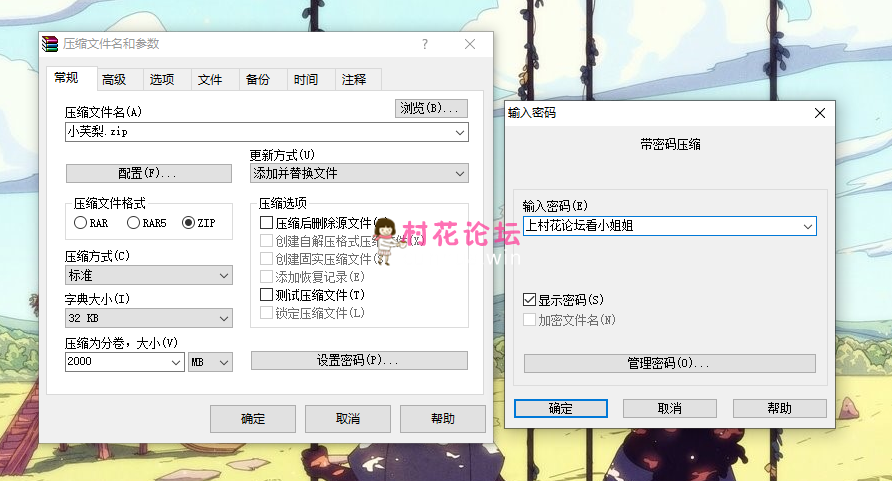 压缩文件名和参数
?
常规 高级 选项 文件 备份 时间 注释
压缩文件名(A)
浏览(B)...
小芙梨.zip
配置(F)...
更新方式(U)
添加并替换文件
压缩文件格式
RAR RAR5 ZIP
压缩方式(C)
标准
字典大小(I)
32 KB
压缩为分卷，大小(V)
2000 MB
压缩选项
压缩后删除源文件
创建自解压格式压缩文件(X)
创建固实压缩文件
添加恢复记录(E)
测试压缩文件(T)
锁定压缩文件(L)
设置密码(P)...
确定 取消 帮助
村花论坛
win
输入密码
带密码压缩
输入密码(E)
上村花论坛看小姐姐
显示密码(S)
加密文件名(N)
管理密码(O)...
确定 取消 帮助